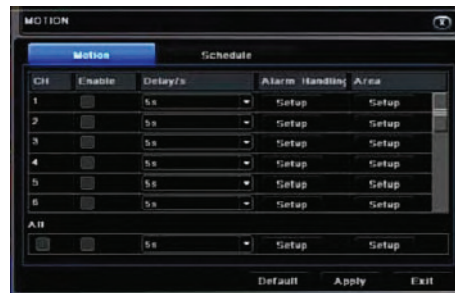 MOTION
Motion Schedule
CH Enable Delay/s Alarm Handling Area
1 5s Setup Setup
2 5s Setup Setup
3 5s Setup Setup
4 5s Setup Setup
5 5s Setup Setup
6 5s Setup Setup
All
5s Setup Setup
Default Apply Exit